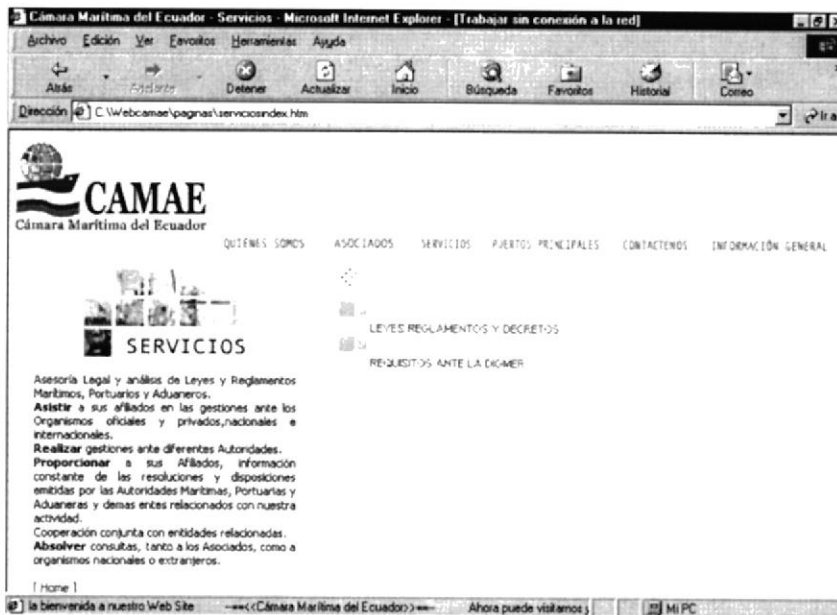 Cámara Marítima del Ecuador - Servicios - Microsoft Internet Explorer - [Trabajar sin conexión a la red]
Archivo Edición Ver Favoritos Herramientas Ayuda
Atrás Adelante Detener Actualizar Inicio Búsqueda Favoritos Historial Correo
Dirección C:\Webcamae\paginas\serviciosindex.htm Ir a
CAMAE
Cámara Marítima del Ecuador
QUIÉNES SOMOS ASOCIADOS SERVICIOS PUERTOS PRINCIPALES CONTACTENOS INFORMACIÓN GENERAL
SERVICIOS
LEYES REGLAMENTOS Y DECRETOS
REQUISITOS ANTE LA DIGMER
Asesoría Legal y análisis de Leyes y Reglamentos
Marítimos, Portuarios y Aduaneros.
Asistir a sus afiliados en las gestiones ante los
Organismos oficiales y privados,nacionales e
internacionales.
Realizar gestiones ante diferentes Autoridades.
Proporcionar a sus Afiliados, información
constante de las resoluciones y disposiciones
emitidas por las Autoridades Marítimas, Portuarias y
Aduaneras y demas entes relacionados con nuestra
actividad.
Cooperación conjunta con entidades relacionadas.
Absolver consultas, tanto a los Asociados, como a
organismos nacionales o extranjeros.
[ Home ]
la bienvenida a nuestro Web Site --==<<Cámara Marítima del Ecuador>>==-- Ahora puede visitarnos Mi PC